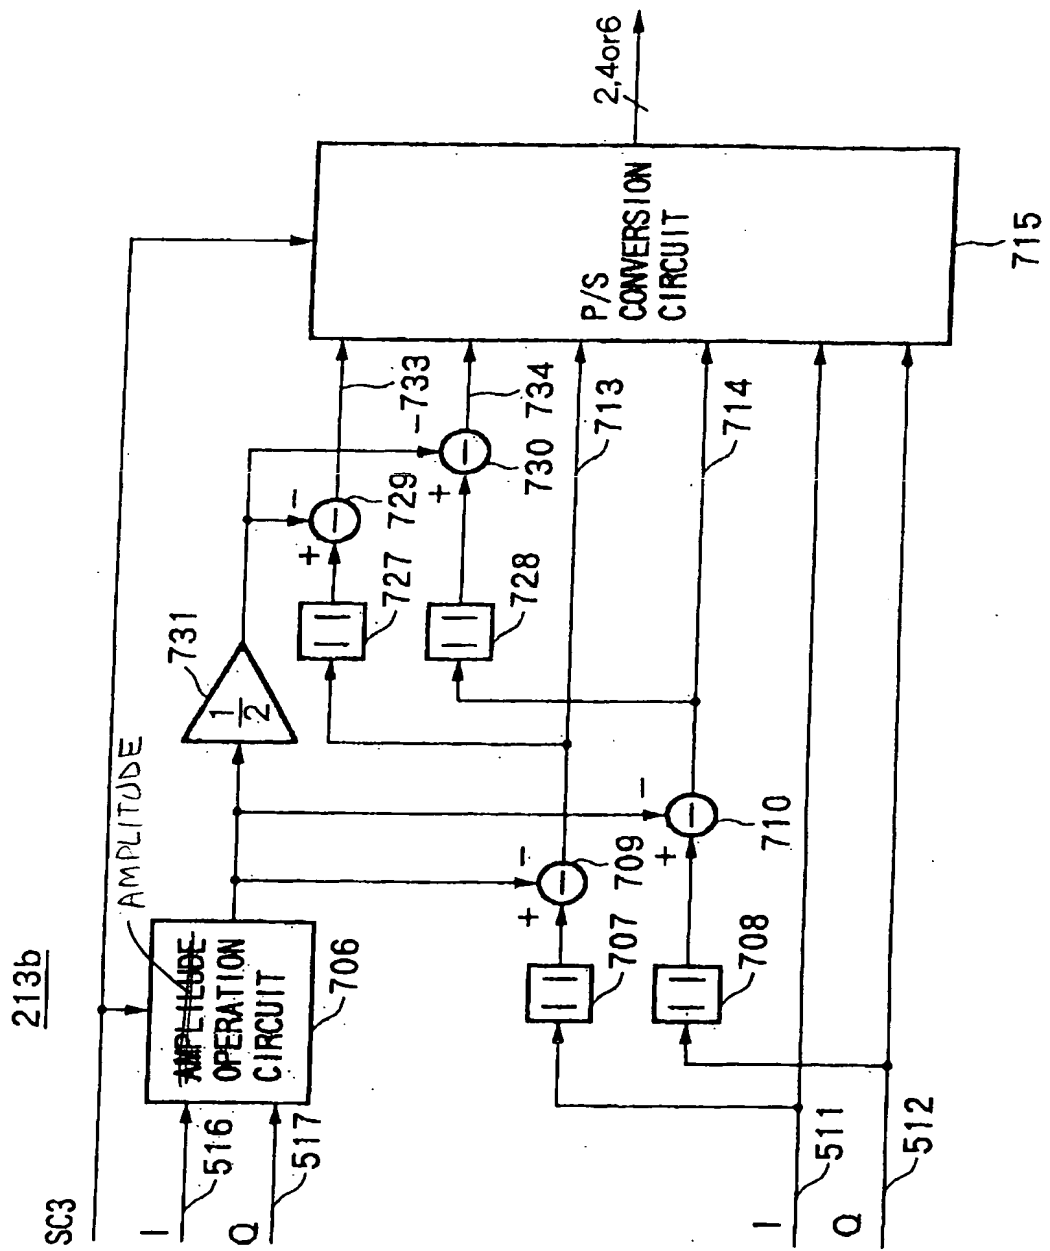 213b
SC3
AMPLITUDE
AMPLILUDE
OPERATION
CIRCUIT
706
I
516
Q
517
731
1
2
+
−
729
733
727
+
−
730
734
728
713
714
+
−
709
707
+
−
710
708
P/S
CONVERSION
CIRCUIT
715
2,4or6
I
511
Q
512